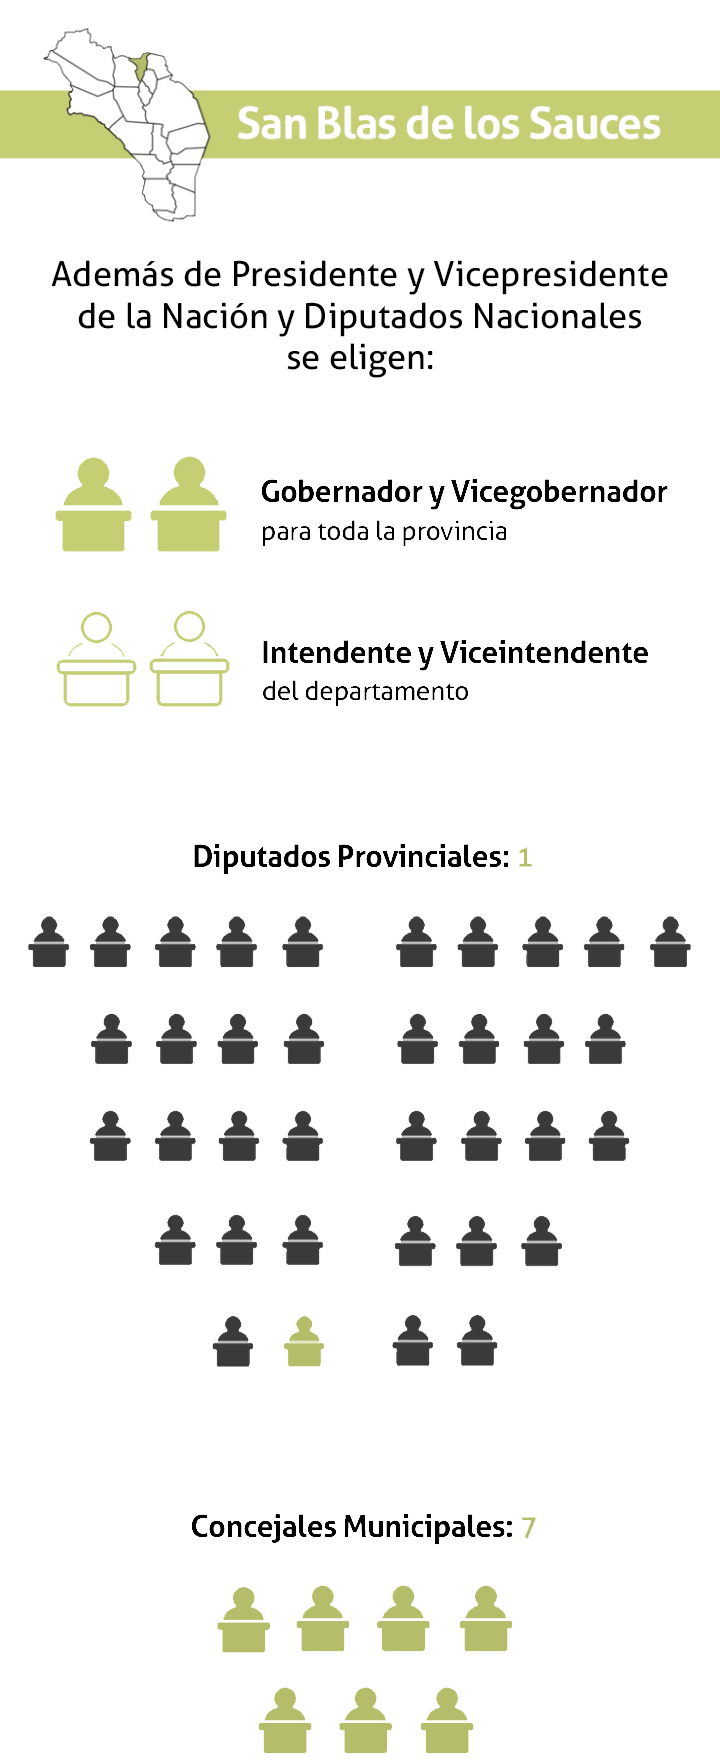 San Blas de los Sauces
Además de Presidente y Vicepresidente
de la Nación y Diputados Nacionales
se eligen:
Gobernador y Vicegobernador
para toda la provincia
Intendente y Viceintendente
del departamento
Diputados Provinciales: 1
Concejales Municipales: 7